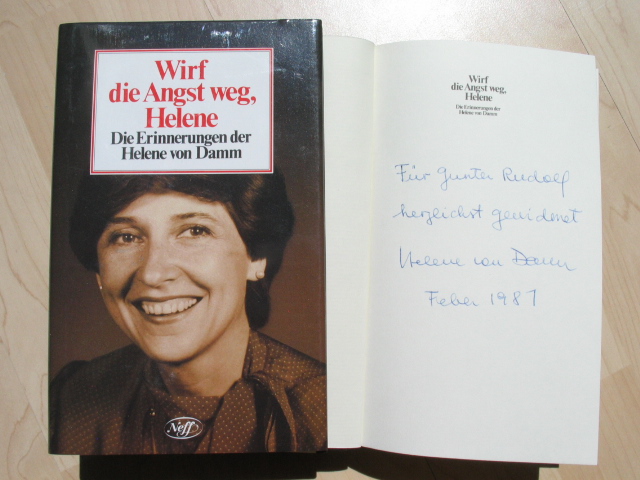 Wirf
die Angst weg,
Helene
Die Erinnerungen der
Helene von Damm
Neff
Wirf
die Angst weg,
Helene
Die Erinnerungen der
Helene von Damm
Für Gunter Rudolf
herzlichst gewidmet
Helene von Damm
Feber 1987